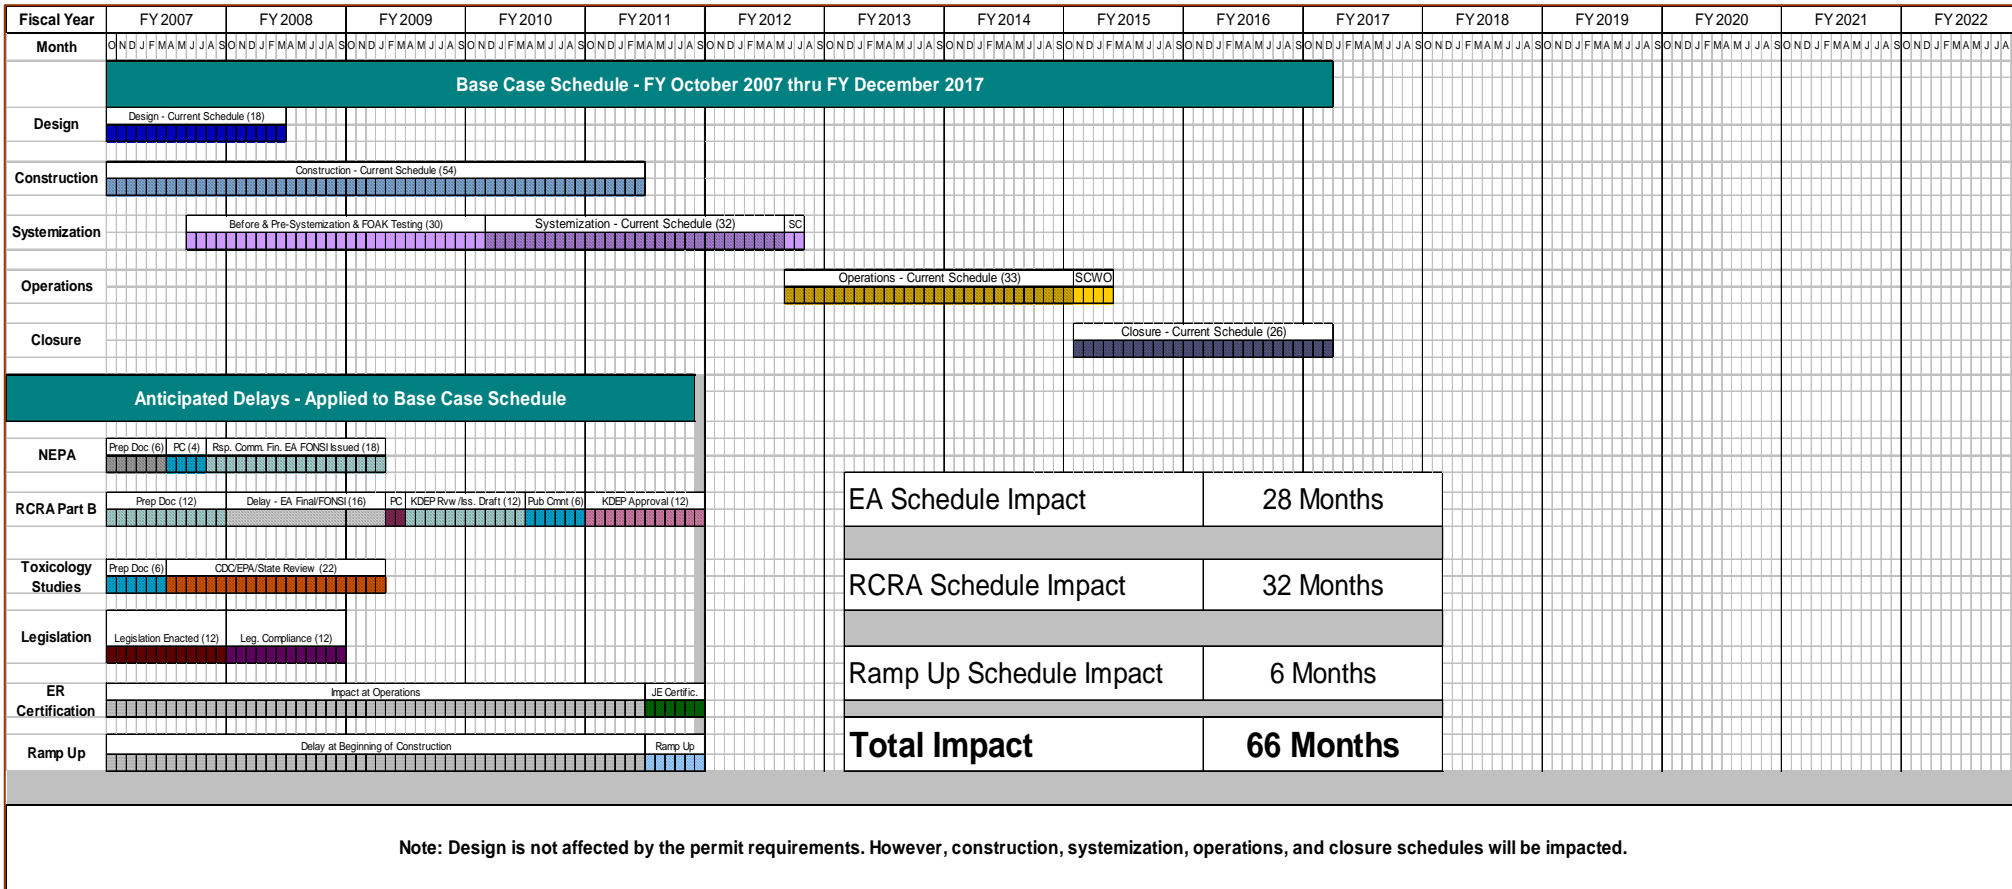 Fiscal Year FY 2007 FY 2008 FY 2009 FY 2010 FY 2011 FY 2012 FY 2013 FY 2014 FY 2015 FY 2016 FY 2017 FY 2018 FY 2019 FY 2020 FY 2021 FY 2022
Month O N D J F M A M J J A S O N D J F M A M J J A S O N D J F M A M J J A S O N D J F M A M J J A S O N D J F M A M J J A S O N D J F M A M J J A S O N D J F M A M J J A S O N D J F M A M J J A S O N D J F M A M J J A S O N D J F M A M J J A S O N D J F M A M J J A S O N D J F M A M J J A S O N D J F M A M J J A S O N D J F M A M J J A S O N D J F M A M J J A S O N D J F M A M J J A
Base Case Schedule - FY October 2007 thru FY December 2017
Design
Design - Current Schedule (18)
Construction
Construction - Current Schedule (54)
Systemization
Before & Pre-Systemization & FOAK Testing (30) Systemization - Current Schedule (32) SC
Operations
Operations - Current Schedule (33) SCWO
Closure
Closure - Current Schedule (26)
Anticipated Delays - Applied to Base Case Schedule
NEPA
Prep Doc (6) PC (4) Rsp. Comm. Fin. EA FONSI Issued (18)
RCRA Part B
Prep Doc (12) Delay - EA Final/FONSI (16) PC KDEP Rvw /Iss. Draft (12) Pub Cmnt (6) KDEP Approval (12)
Toxicology
Studies
Prep Doc (6) CDC/EPA/State Review (22)
Legislation
Legislation Enacted (12) Leg. Compliance (12)
ER
Certification
Impact at Operations JE Certific.
Ramp Up
Delay at Beginning of Construction Ramp Up
EA Schedule Impact 28 Months
RCRA Schedule Impact 32 Months
Ramp Up Schedule Impact 6 Months
Total Impact 66 Months
Note: Design is not affected by the permit requirements. However, construction, systemization, operations, and closure schedules will be impacted.